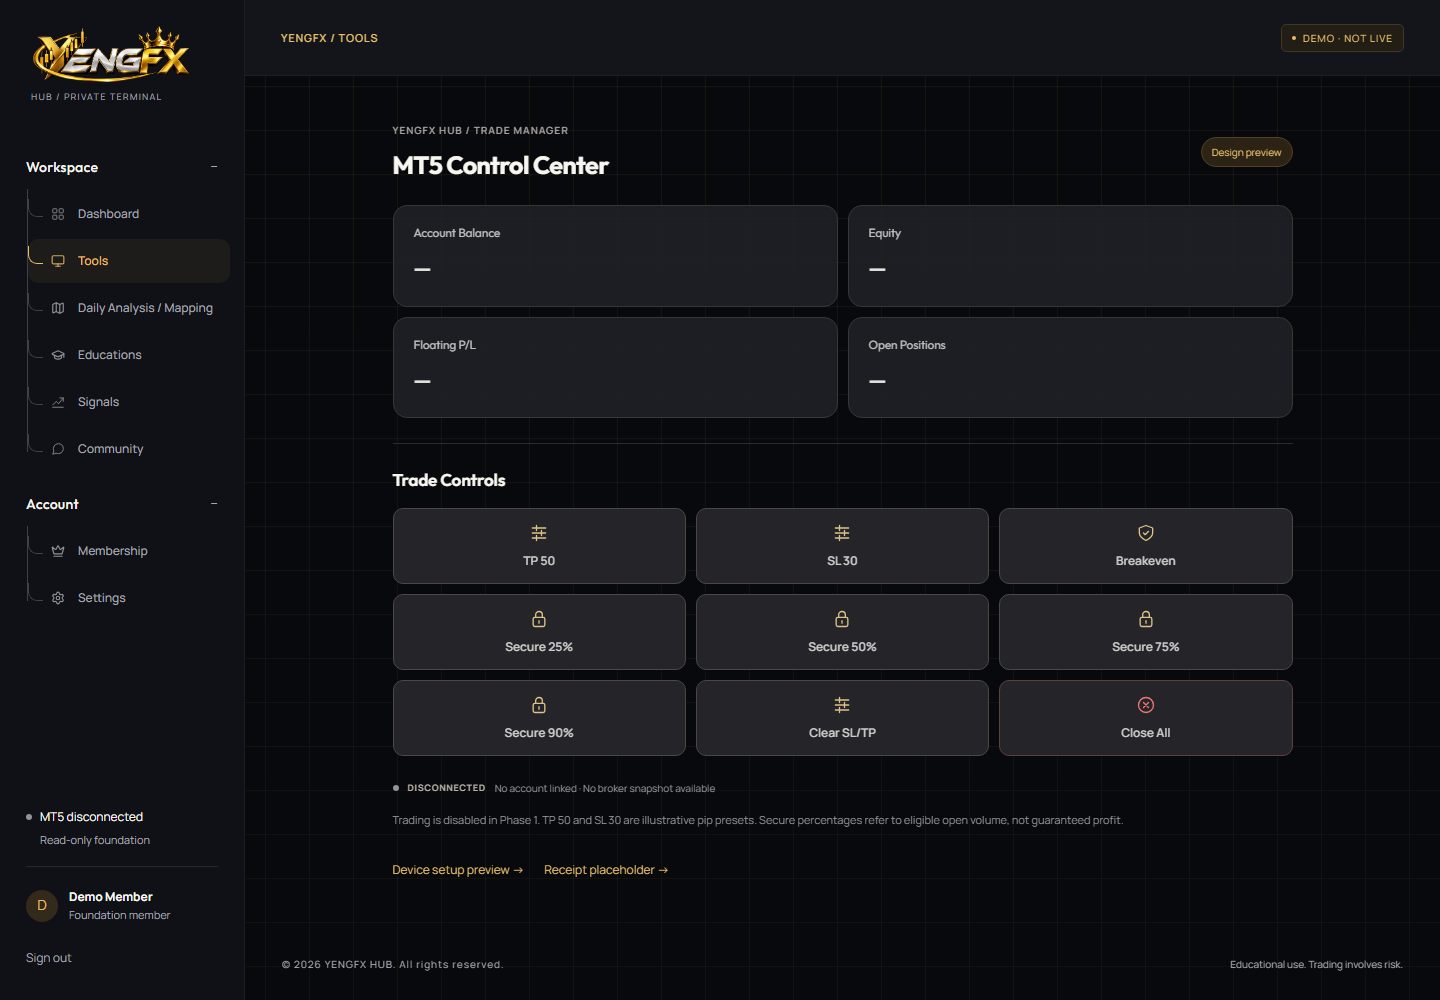 YENGFX
HUB / PRIVATE TERMINAL
Workspace
Dashboard
Tools
Daily Analysis / Mapping
Educations
Signals
Community
Account
Membership
Settings
MT5 disconnected
Read-only foundation
D
Demo Member
Foundation member
Sign out
YENGFX / TOOLS
DEMO · NOT LIVE
YENGFX HUB / TRADE MANAGER
MT5 Control Center
Design preview
Account Balance
—
Equity
—
Floating P/L
—
Open Positions
—
Trade Controls
TP 50
SL 30
Breakeven
Secure 25%
Secure 50%
Secure 75%
Secure 90%
Clear SL/TP
Close All
DISCONNECTED No account linked · No broker snapshot available
Trading is disabled in Phase 1. TP 50 and SL 30 are illustrative pip presets. Secure percentages refer to eligible open volume, not guaranteed profit.
Device setup preview → Receipt placeholder →
© 2026 YENGFX HUB. All rights reserved.
Educational use. Trading involves risk.